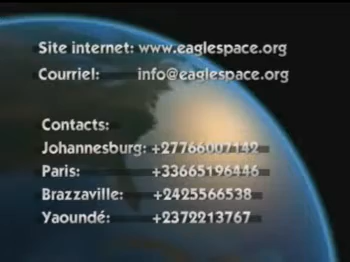 Site internet: www.eaglespace.org
Courriel: info@eaglespace.org
Contacts:
Johannesburg: +27766007142
Paris: +33665196446
Brazzaville: +2425566538
Yaoundé: +2372213767